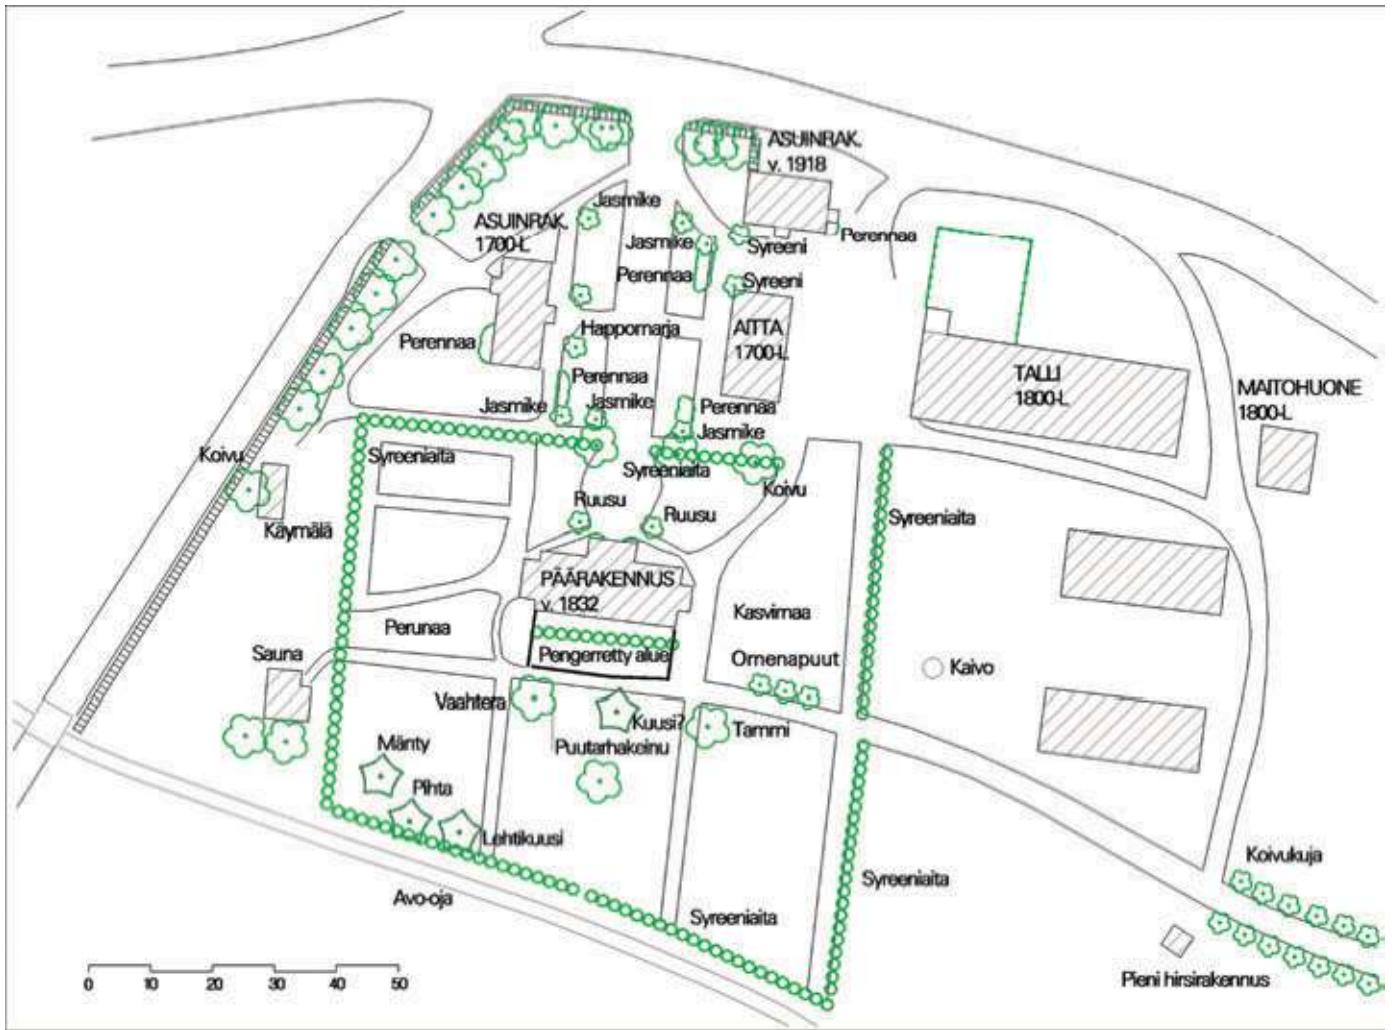 ASUINRAK.
v. 1918
Jasmike
ASUINRAK.
1700-L
Jasmike
Syreeni
Perennaa
Perennaa
Syreeni
Happomarja
AITTA
1700-L
Perennaa
Perennaa
TALLI
1800-L
MAITOHUONE
1800-L
Jasmike
Jasmike
Perennaa
Jasmike
Koivu
Syreeniaita
Syreeniaita
Koivu
Ruusu
Ruusu
Syreeniaita
Käymälä
PÄÄRAKENNUS
v. 1832
Kasvimaa
Perunaa
Sauna
Pengerretty alue
Omenapuut
Kaivo
Vaahtera
Kuusi?
Tammi
Mänty
Puutarhakeinu
Pihta
Lehtikuusi
Koivukuja
Syreeniaita
Avo-oja
Syreeniaita
Pieni hirsirakennus
0 10 20 30 40 50